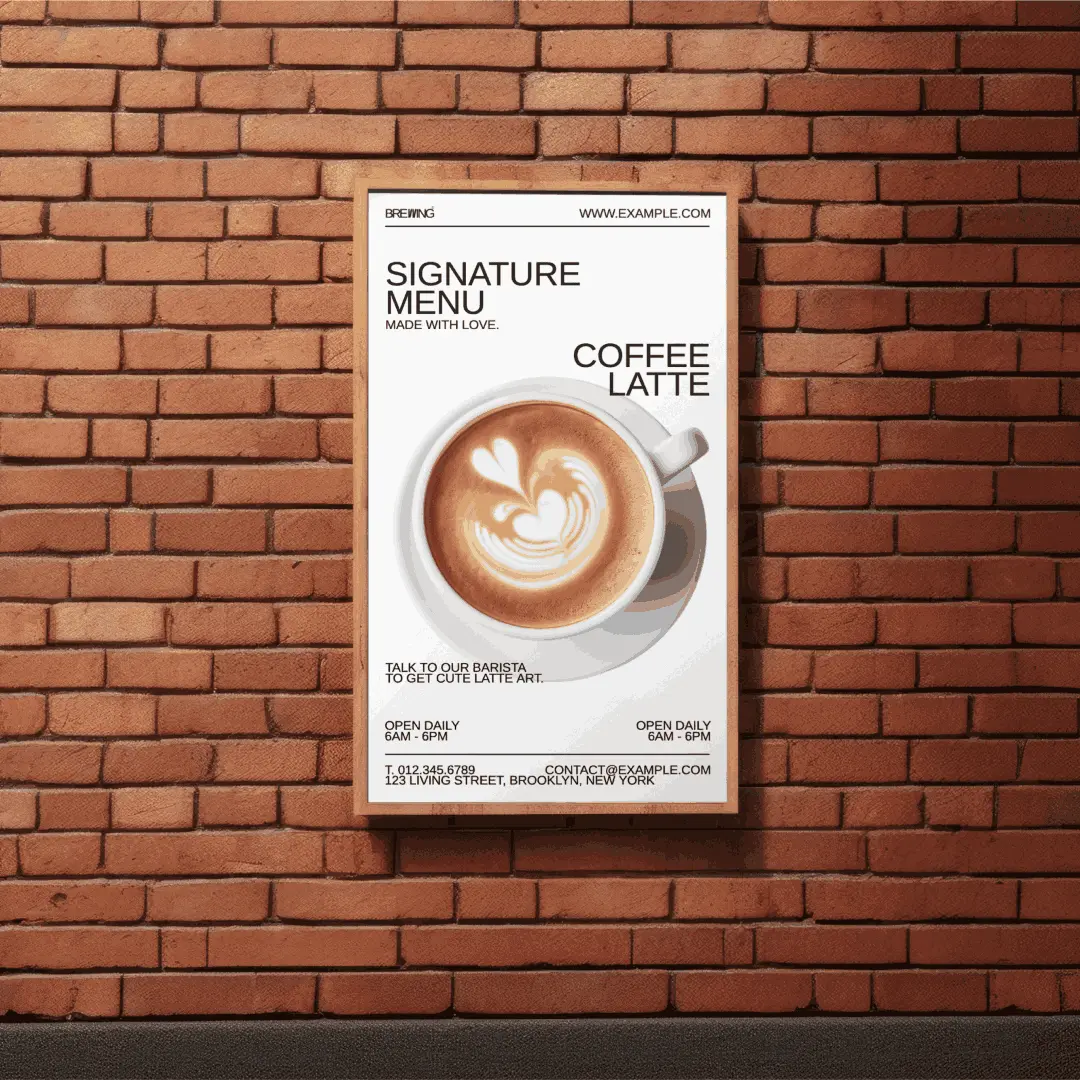 BREWING
WWW.EXAMPLE.COM
SIGNATURE
MENU
MADE WITH LOVE.
COFFEE
LATTE
TALK TO OUR BARISTA
TO GET CUTE LATTE ART.
OPEN DAILY
6AM - 6PM
OPEN DAILY
6AM - 6PM
T. 012.345.6789
CONTACT@EXAMPLE.COM
123 LIVING STREET, BROOKLYN, NEW YORK